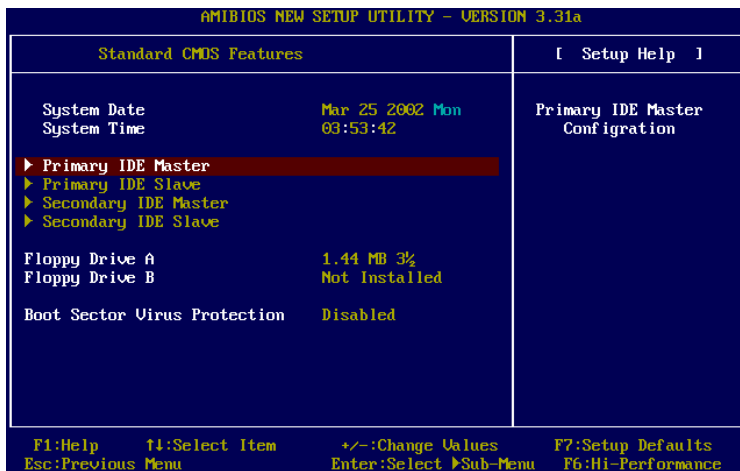 AMIBIOS NEW SETUP UTILITY - VERSION 3.31a
Standard CMOS Features
[ Setup Help ]
System Date Mar 25 2002 Mon
System Time 03:53:42
Primary IDE Master
Configration
▶ Primary IDE Master
▶ Primary IDE Slave
▶ Secondary IDE Master
▶ Secondary IDE Slave
Floppy Drive A 1.44 MB 3½
Floppy Drive B Not Installed
Boot Sector Virus Protection Disabled
F1:Help ↑↓:Select Item +/-:Change Values F7:Setup Defaults
Esc:Previous Menu Enter:Select ▶Sub-Menu F6:Hi-Performance